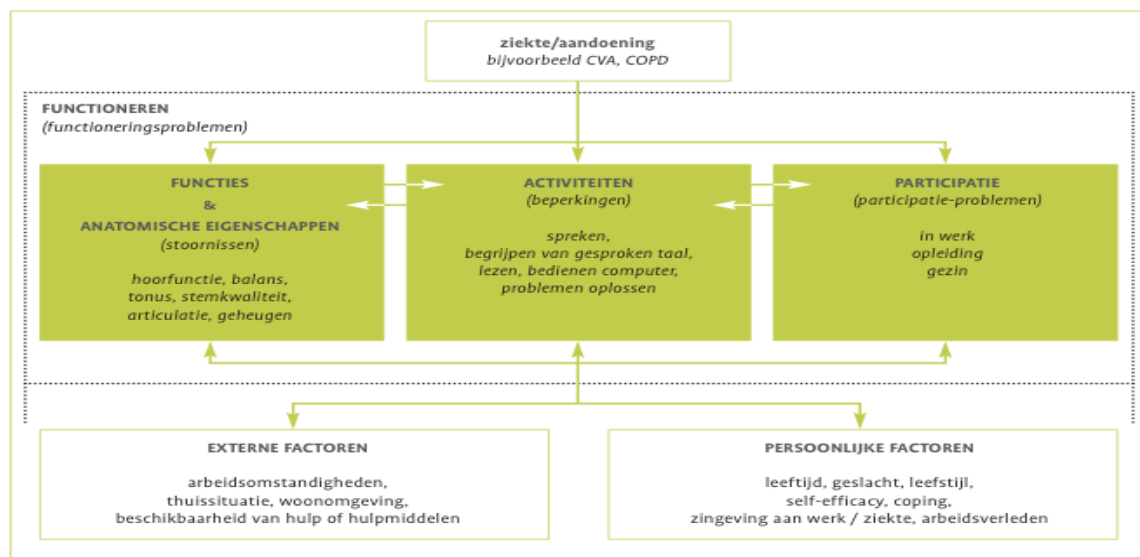 ziekte/aandoening
bijvoorbeeld CVA, COPD
FUNCTIONEREN
(functioneringsproblemen)
FUNCTIES
&
ANATOMISCHE EIGENSCHAPPEN
(stoornissen)
hoorfunctie, balans,
tonus, stemkwaliteit,
articulatie, geheugen
ACTIVITEITEN
(beperkingen)
spreken,
begrijpen van gesproken taal,
lezen, bedienen computer,
problemen oplossen
PARTICIPATIE
(participatie-problemen)
in werk
opleiding
gezin
EXTERNE FACTOREN
arbeidsomstandigheden,
thuissituatie, woonomgeving,
beschikbaarheid van hulp of hulpmiddelen
PERSOONLIJKE FACTOREN
leeftijd, geslacht, leefstijl,
self-efficacy, coping,
zingeving aan werk / ziekte, arbeidsverleden